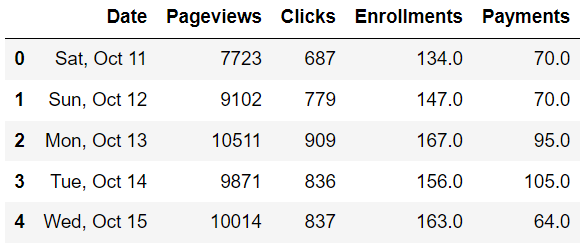 Date Pageviews Clicks Enrollments Payments
0 Sat, Oct 11 7723 687 134.0 70.0
1 Sun, Oct 12 9102 779 147.0 70.0
2 Mon, Oct 13 10511 909 167.0 95.0
3 Tue, Oct 14 9871 836 156.0 105.0
4 Wed, Oct 15 10014 837 163.0 64.0